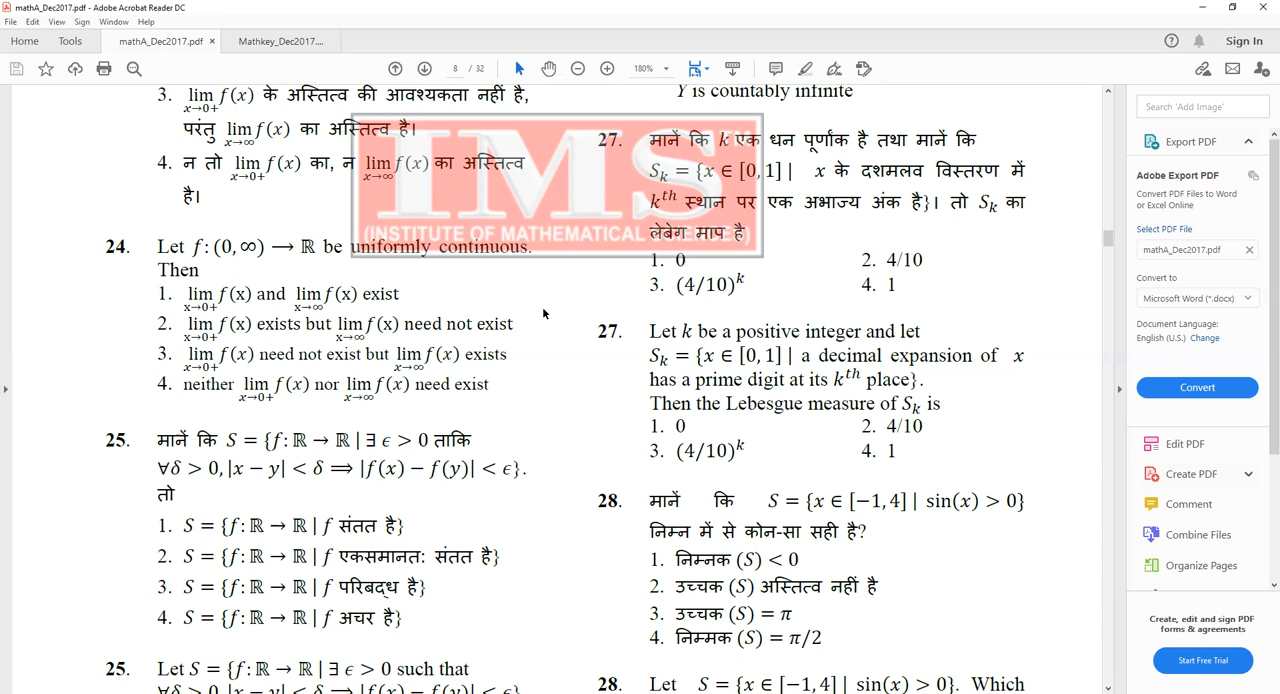 mathA_Dec2017.pdf - Adobe Acrobat Reader DC
File Edit View Sign Window Help
Home Tools mathA_Dec2017.pdf × Mathkey_Dec2017.... Sign In
8 / 32 180%
3. lim x→0+ f(x) के अस्तित्व की आवश्यकता नहीं है,
परंतु lim x→∞ f(x) का अस्तित्व है।
4. न तो lim x→0+ f(x) का, न lim x→∞ f(x) का अस्तित्व
है।
IMS
(INSTITUTE OF MATHEMATICAL SCIENCES)
24. Let f: (0, ∞) → ℝ be uniformly continuous.
Then
1. lim x→0+ f(x) and lim x→∞ f(x) exist
2. lim x→0+ f(x) exists but lim x→∞ f(x) need not exist
3. lim x→0+ f(x) need not exist but lim x→∞ f(x) exists
4. neither lim x→0+ f(x) nor lim x→∞ f(x) need exist
25. मानें कि S = {f: ℝ → ℝ | ∃ ϵ > 0 ताकि
∀δ > 0, |x − y| < δ ⟹ |f(x) − f(y)| < ϵ}.
तो
1. S = {f: ℝ → ℝ | f संतत है}
2. S = {f: ℝ → ℝ | f एकसमानत: संतत है}
3. S = {f: ℝ → ℝ | f परिबद्ध है}
4. S = {f: ℝ → ℝ | f अचर है}
25. Let S = {f: ℝ → ℝ | ∃ ϵ > 0 such that
∀δ > 0, |x − y| < δ ⟹ |f(x) − f(y)| < ϵ}.
Y is countably infinite
27. मानें कि k एक धन पूर्णांक है तथा मानें कि
S_k = {x ∈ [0, 1] | x के दशमलव विस्तरण में
k^th स्थान पर एक अभाज्य अंक है}। तो S_k का
लेबेग माप है
1. 0 2. 4/10
3. (4/10)^k 4. 1
27. Let k be a positive integer and let
S_k = {x ∈ [0, 1] | a decimal expansion of x
has a prime digit at its k^th place}.
Then the Lebesgue measure of S_k is
1. 0 2. 4/10
3. (4/10)^k 4. 1
28. मानें कि S = {x ∈ [−1, 4] | sin(x) > 0}
निम्न में से कोन-सा सही है?
1. निम्नक (S) < 0
2. उच्चक (S) अस्तित्व नहीं है
3. उच्चक (S) = π
4. निम्मक (S) = π/2
28. Let S = {x ∈ [−1, 4] | sin(x) > 0}. Which
Search 'Add Image'
Export PDF
Adobe Export PDF
Convert PDF Files to Word
or Excel Online
Select PDF File
mathA_Dec2017.pdf ×
Convert to
Microsoft Word (*.docx)
Document Language:
English (U.S.) Change
Convert
Edit PDF
Create PDF
Comment
Combine Files
Organize Pages
Create, edit and sign PDF
forms & agreements
Start Free Trial